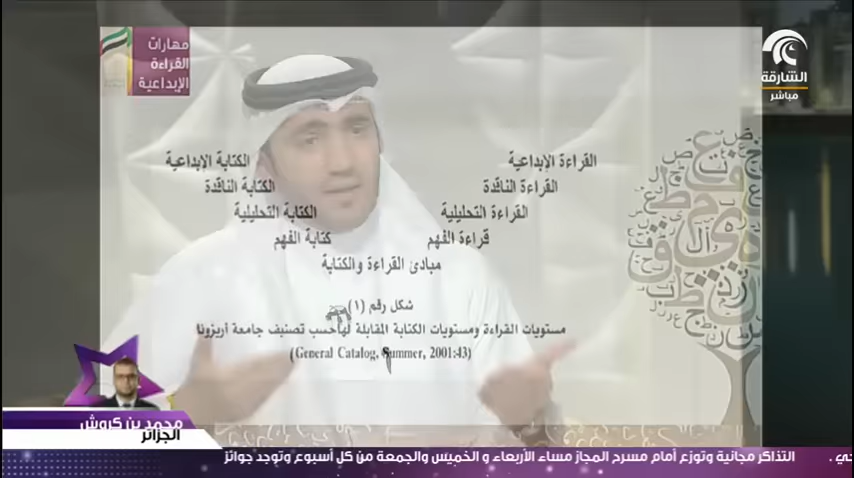 مهارات
القراءة
الإبداعية
الشارقة
مباشر
القراءة الإبداعية
الكتابة الإبداعية
القراءة الناقدة
الكتابة الناقدة
القراءة التحليلية
الكتابة التحليلية
قراءة الفهم
كتابة الفهم
مبادئ القراءة والكتابة
شكل رقم (١)
مستويات القراءة ومستويات الكتابة المقابلة لها حسب تصنيف جامعة أريزونا
(General Catalog, Summer, 2001:43)
محمد بن كروش
الجزائر
التذاكر مجانية وتوزع أمام مسرح المجاز مساء الأربعاء و الخميس والجمعة من كل أسبوع وتوجد جوائز